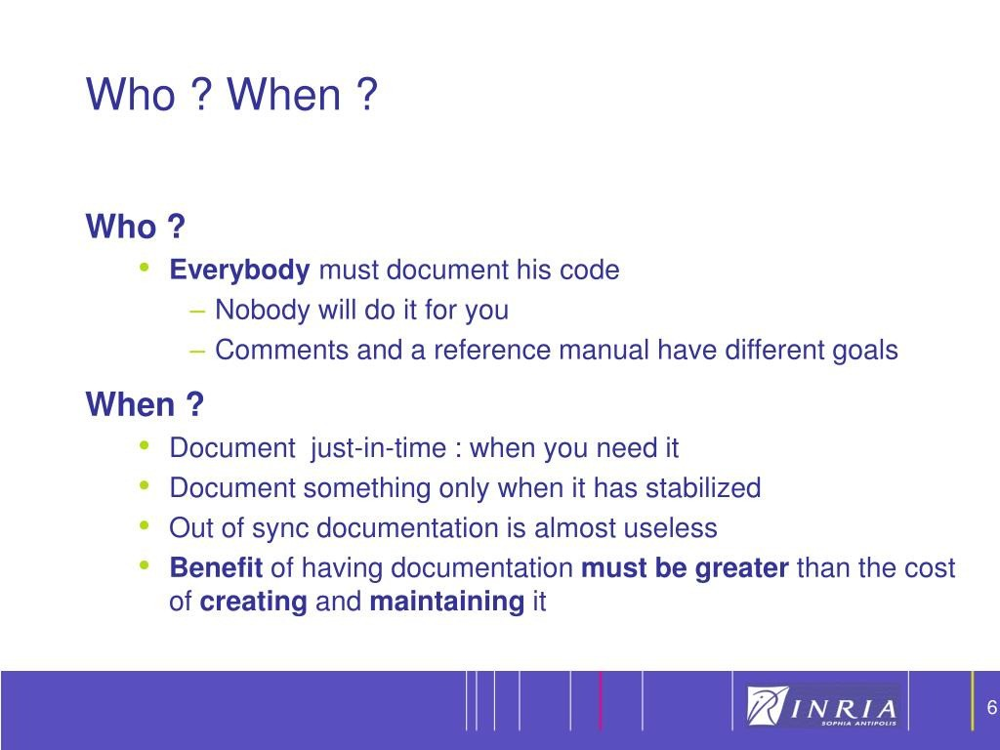 Who ? When ?
Who ?
• Everybody must document his code
– Nobody will do it for you
– Comments and a reference manual have different goals
When ?
• Document  just-in-time : when you need it
• Document something only when it has stabilized
• Out of sync documentation is almost useless
• Benefit of having documentation must be greater than the cost
of creating and maintaining it
INRIA
SOPHIA ANTIPOLIS
6